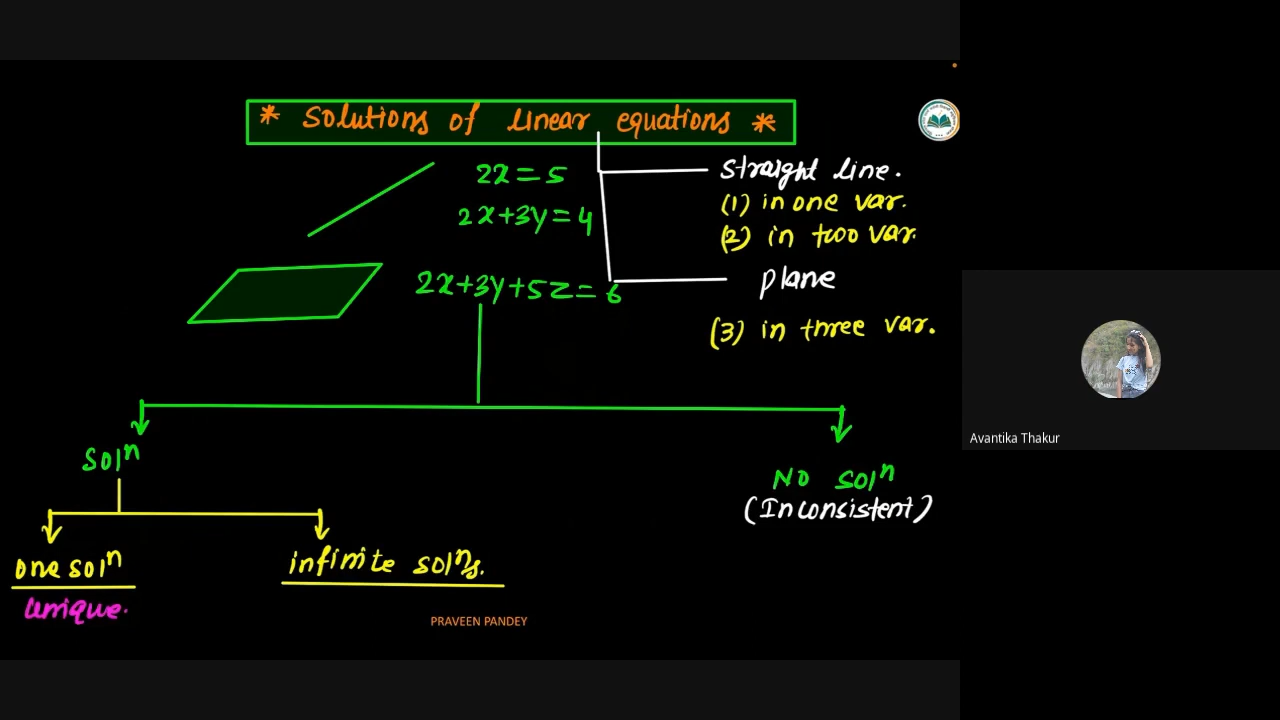 * Solutions of Linear equations *
2x=5
straight line.
(1) in one var.
2x+3y=4
(2) in two var.
2x+3y+5z=6
plane
(3) in three var.
Solⁿ
NO solⁿ
(Inconsistent)
one solⁿ
infinite solⁿs.
unique.
PRAVEEN PANDEY
Avantika Thakur